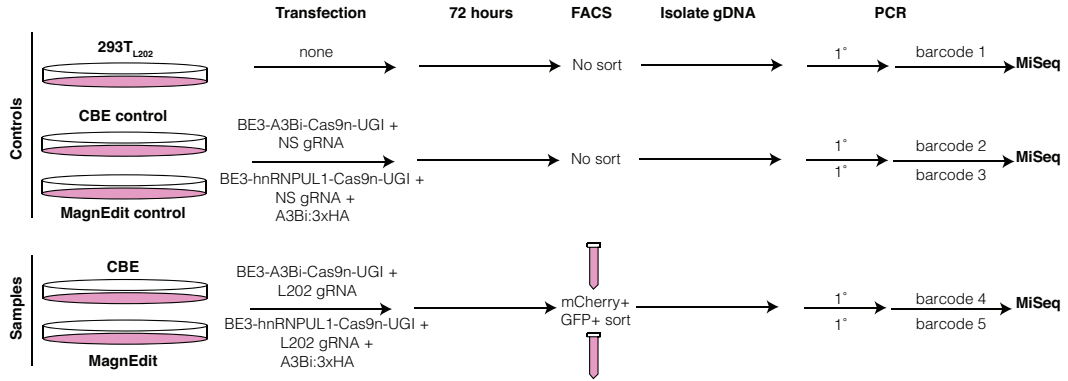 Transfection 72 hours FACS Isolate gDNA PCR
Controls
293T_L202
none
No sort
1°
barcode 1
MiSeq
CBE control
BE3-A3Bi-Cas9n-UGI +
NS gRNA
BE3-hnRNPUL1-Cas9n-UGI +
NS gRNA +
A3Bi:3xHA
MagnEdit control
No sort
1°
1°
barcode 2
barcode 3
MiSeq
Samples
CBE
BE3-A3Bi-Cas9n-UGI +
L202 gRNA
BE3-hnRNPUL1-Cas9n-UGI +
L202 gRNA +
A3Bi:3xHA
MagnEdit
mCherry+
GFP+ sort
1°
1°
barcode 4
barcode 5
MiSeq